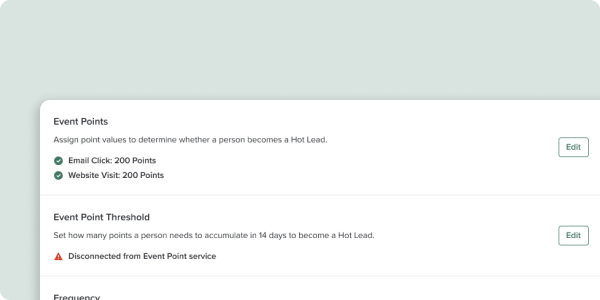 Event Points
Assign point values to determine whether a person becomes a Hot Lead.
Edit
Email Click: 200 Points
Website Visit: 200 Points
Event Point Threshold
Set how many points a person needs to accumulate in 14 days to become a Hot Lead.
Edit
Disconnected from Event Point service
Frequency